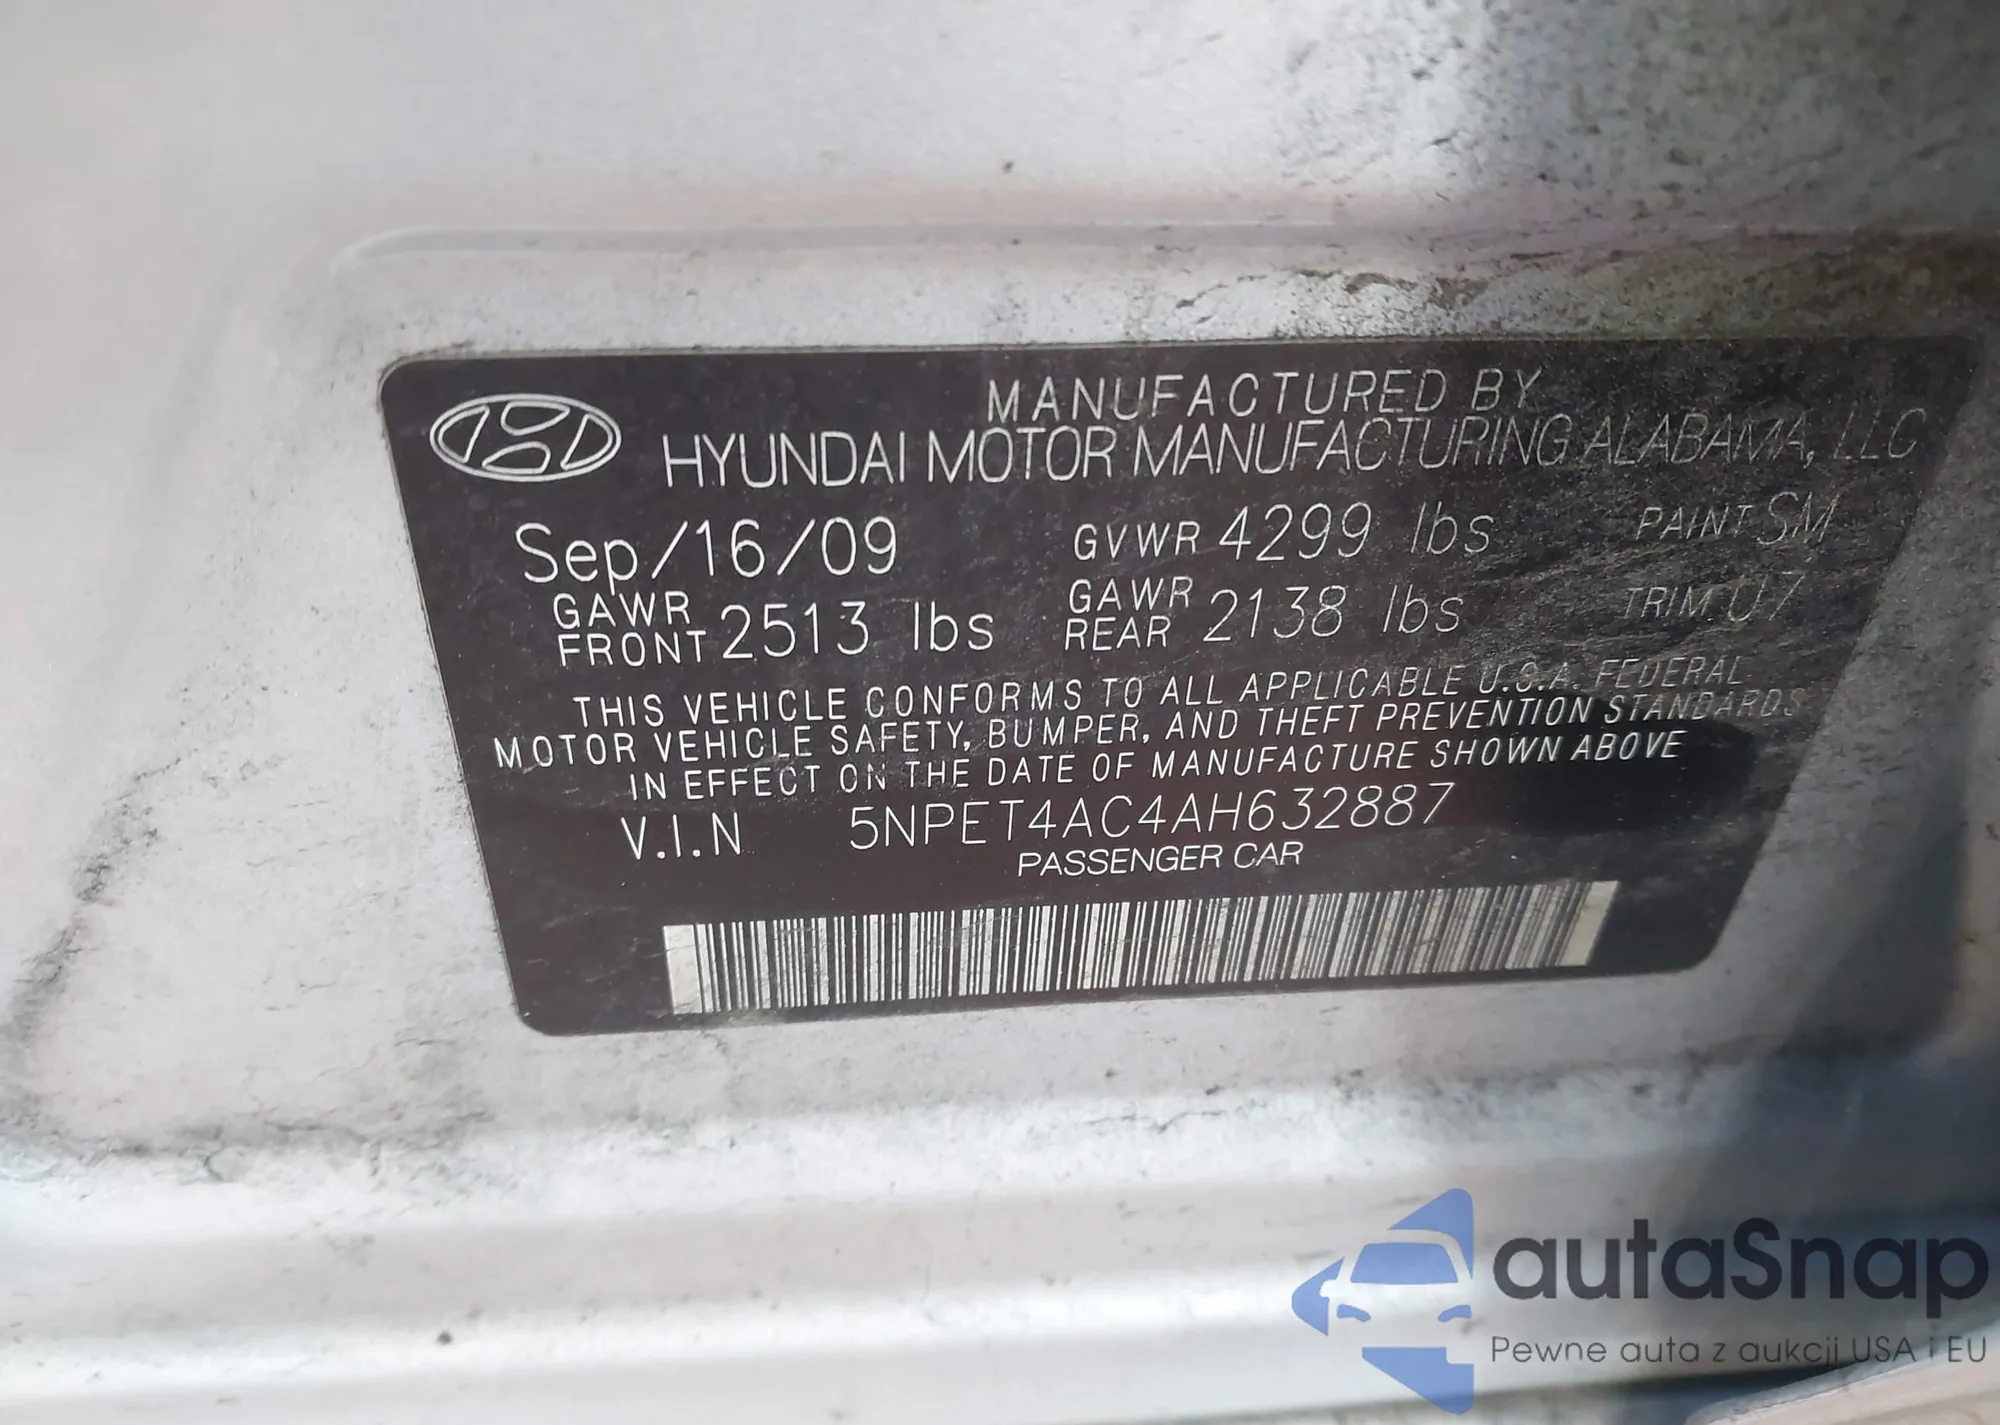 MANUFACTURED BY
HYUNDAI MOTOR MANUFACTURING ALABAMA, LLC
Sep/16/09 GVWR 4299 lbs PAINT SM
GAWR FRONT 2513 lbs GAWR REAR 2138 lbs TRIM U7
THIS VEHICLE CONFORMS TO ALL APPLICABLE U.S.A. FEDERAL
MOTOR VEHICLE SAFETY, BUMPER, AND THEFT PREVENTION STANDARDS
IN EFFECT ON THE DATE OF MANUFACTURE SHOWN ABOVE
V.I.N 5NPET4AC4AH632887
PASSENGER CAR
autaSnap
Pewne auta z aukcji USA i EU